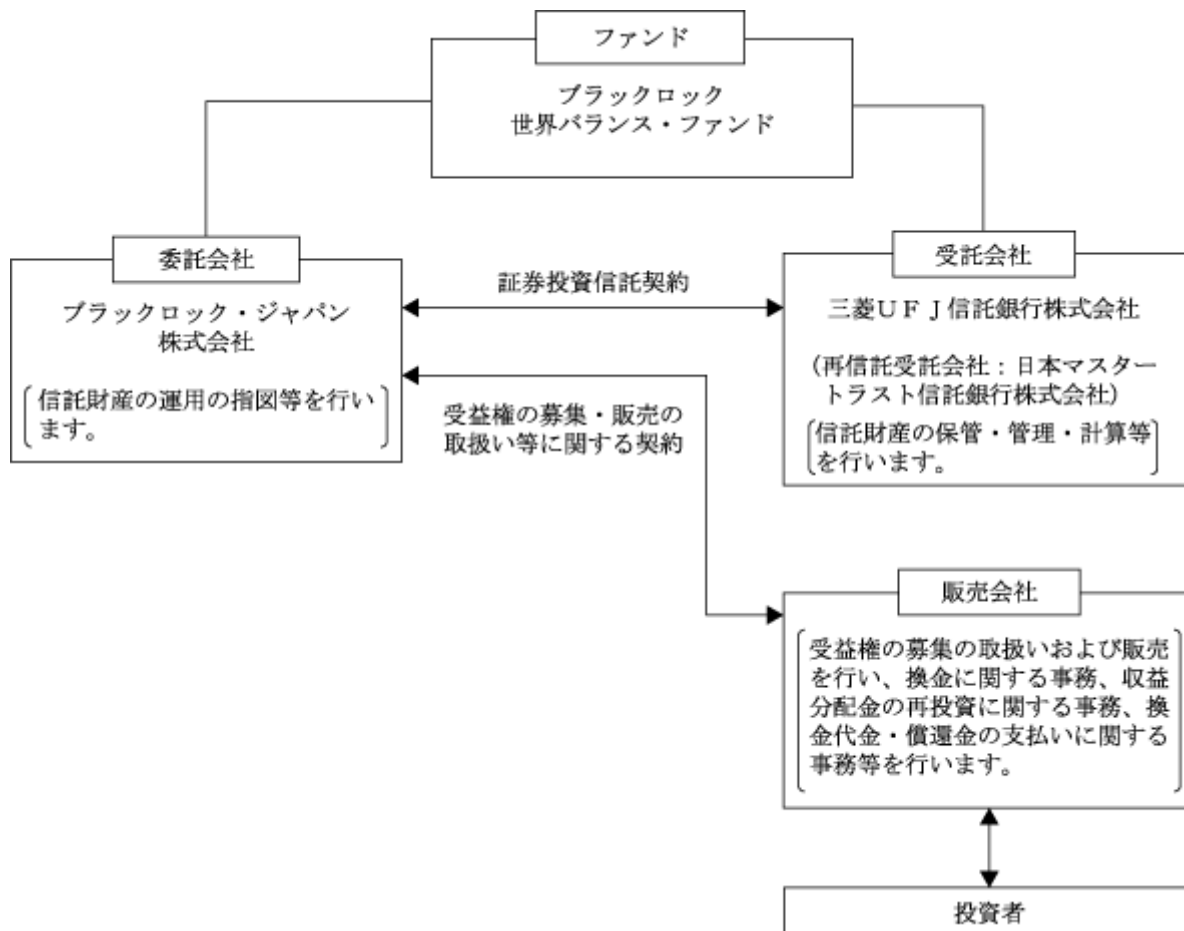 ファンド
ブラックロック
世界バランス・ファンド
委託会社
ブラックロック・ジャパン
株式会社
信託財産の運用の指図等を行い
ます。
証券投資信託契約
受益権の募集・販売の
取扱い等に関する契約
受託会社
三菱ＵＦＪ信託銀行株式会社
(再信託受託会社：日本マスター
トラスト信託銀行株式会社)
信託財産の保管・管理・計算等
を行います。
販売会社
受益権の募集の取扱いおよび販売
を行い、換金に関する事務、収益
分配金の再投資に関する事務、換
金代金・償還金の支払いに関する
事務等を行います。
投資者